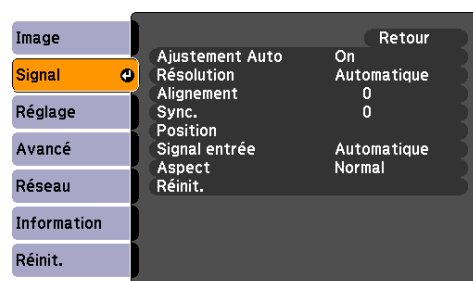 Image
Signal
Réglage
Avancé
Réseau
Information
Réinit.
Retour
Ajustement Auto On
Résolution Automatique
Alignement 0
Sync. 0
Position
Signal entrée Automatique
Aspect Normal
Réinit.